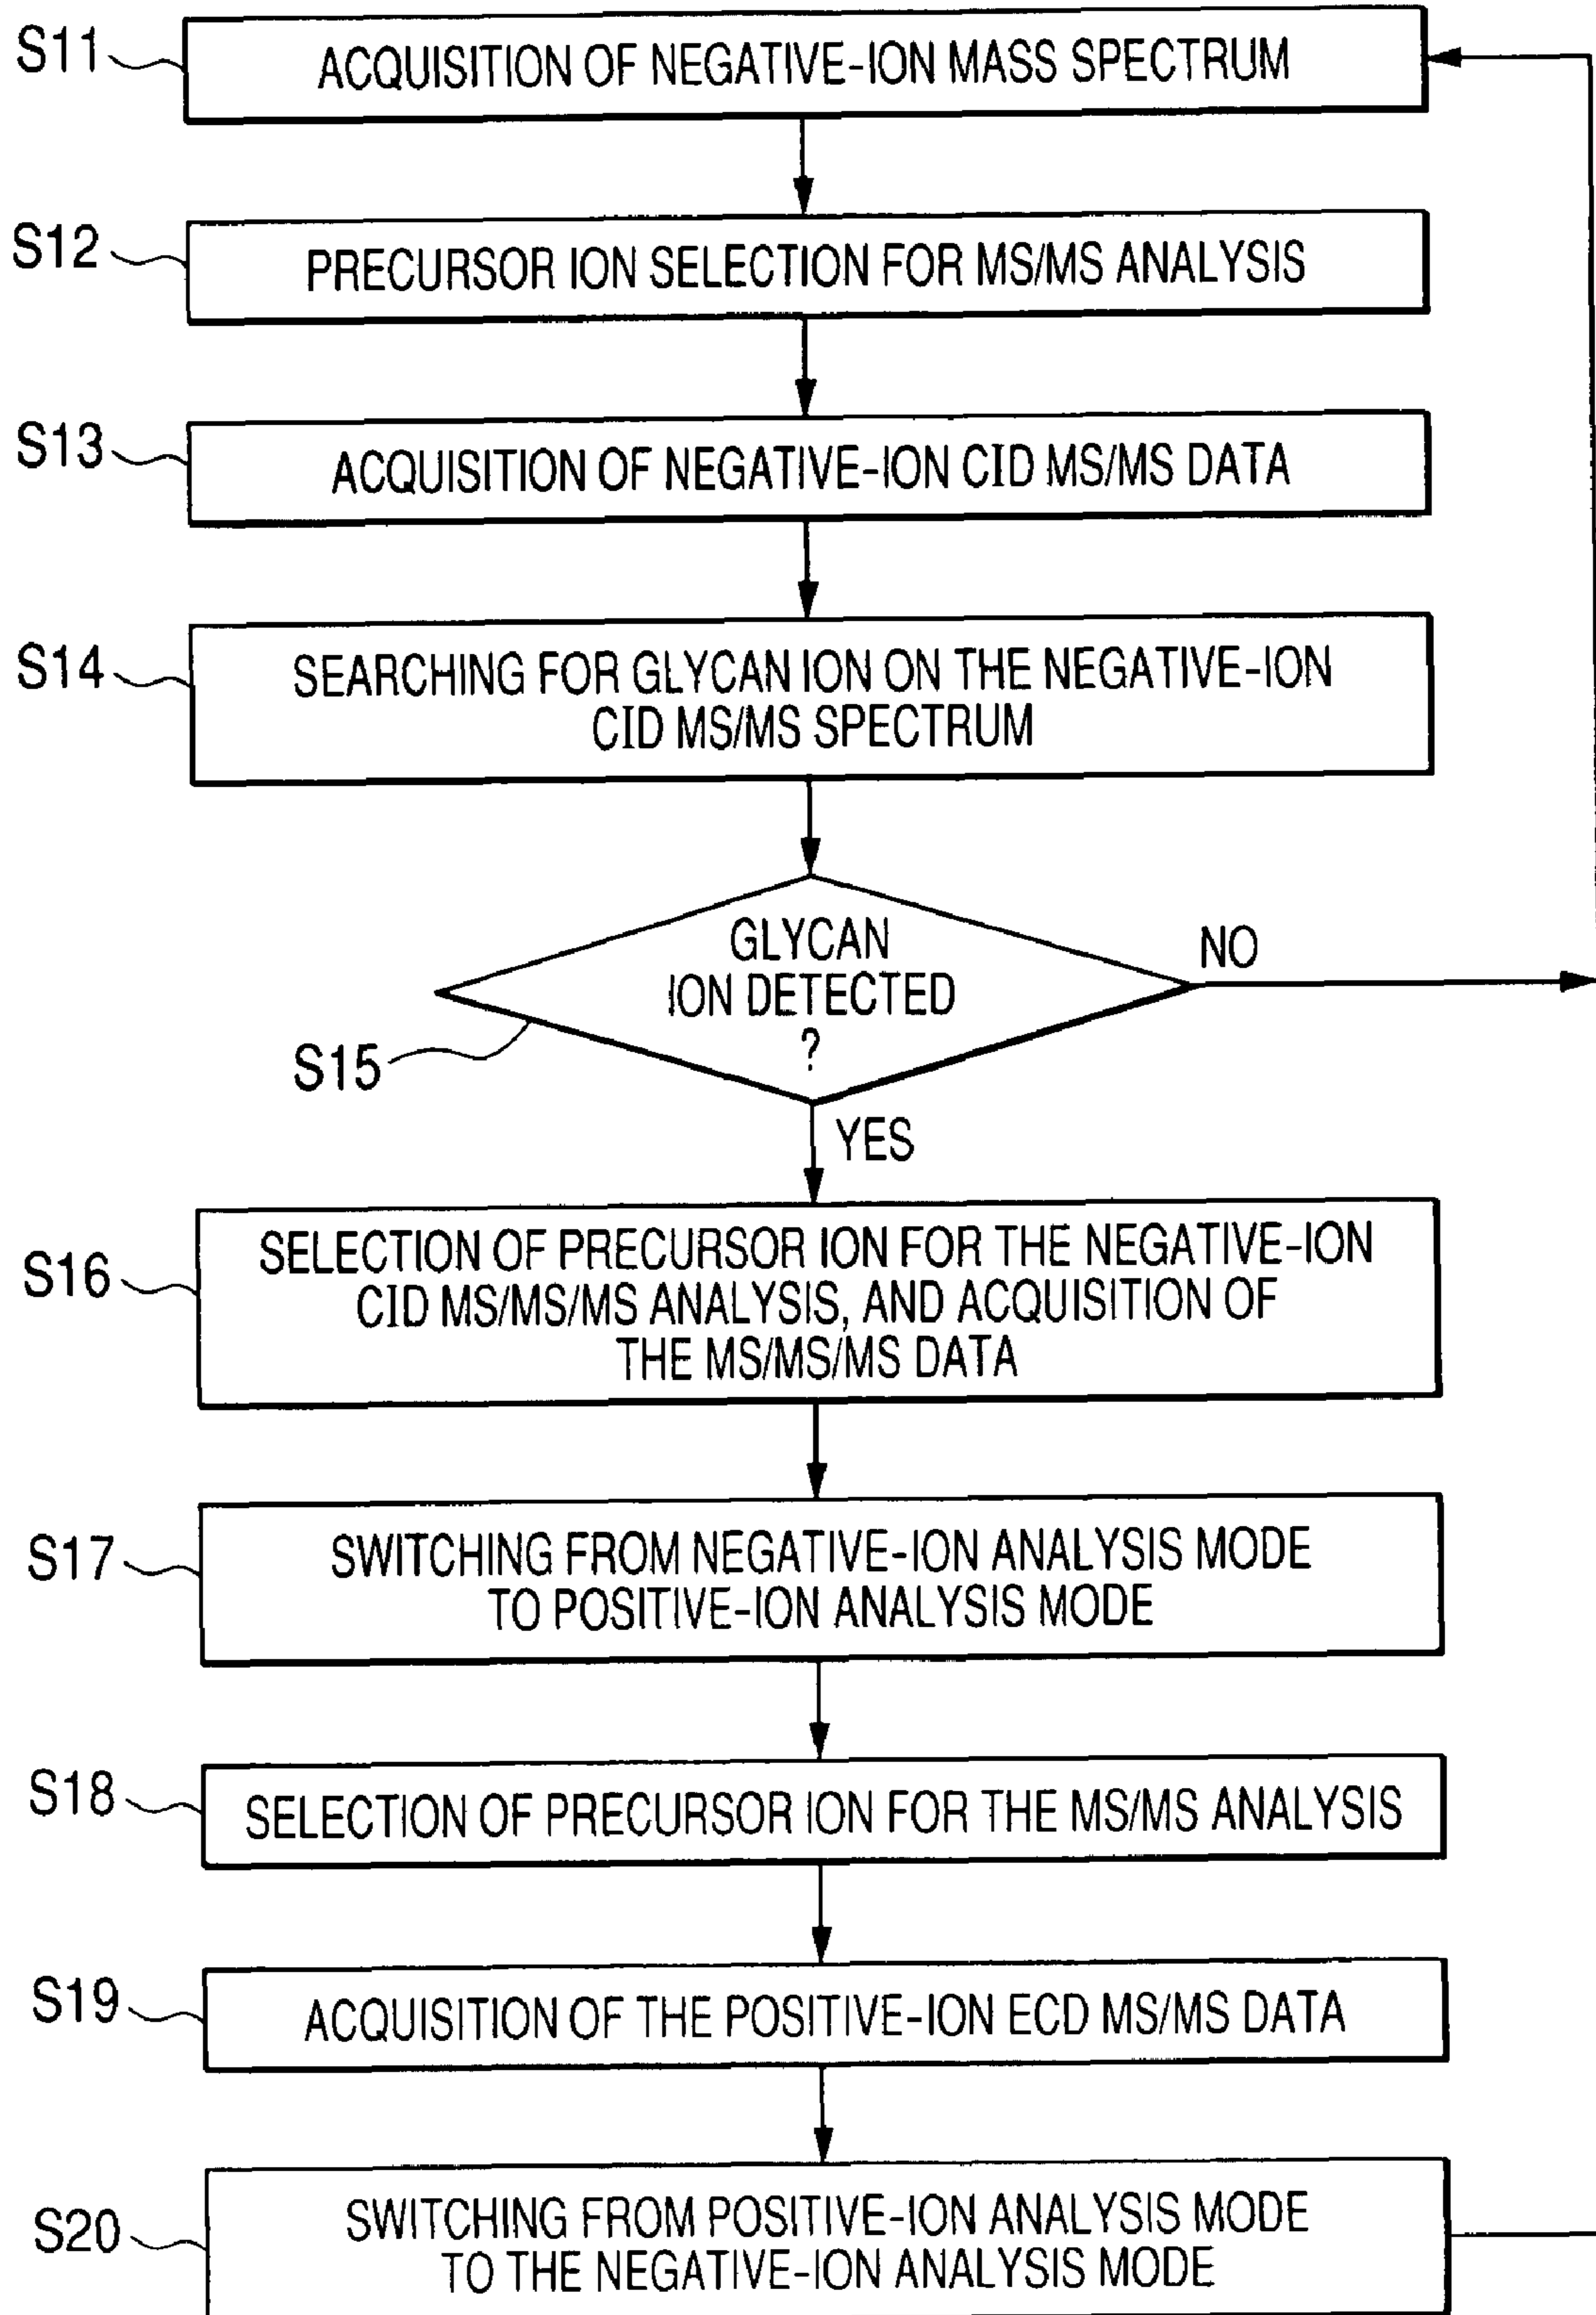 S11
ACQUISITION OF NEGATIVE-ION MASS SPECTRUM
S12
PRECURSOR ION SELECTION FOR MS/MS ANALYSIS
S13
ACQUISITION OF NEGATIVE-ION CID MS/MS DATA
S14
SEARCHING FOR GLYCAN ION ON THE NEGATIVE-ION
CID MS/MS SPECTRUM
GLYCAN
ION DETECTED
?
NO
S15
YES
S16
SELECTION OF PRECURSOR ION FOR THE NEGATIVE-ION
CID MS/MS/MS ANALYSIS, AND ACQUISITION OF
THE MS/MS/MS DATA
S17
SWITCHING FROM NEGATIVE-ION ANALYSIS MODE
TO POSITIVE-ION ANALYSIS MODE
S18
SELECTION OF PRECURSOR ION FOR THE MS/MS ANALYSIS
S19
ACQUISITION OF THE POSITIVE-ION ECD MS/MS DATA
S20
SWITCHING FROM POSITIVE-ION ANALYSIS MODE
TO THE NEGATIVE-ION ANALYSIS MODE